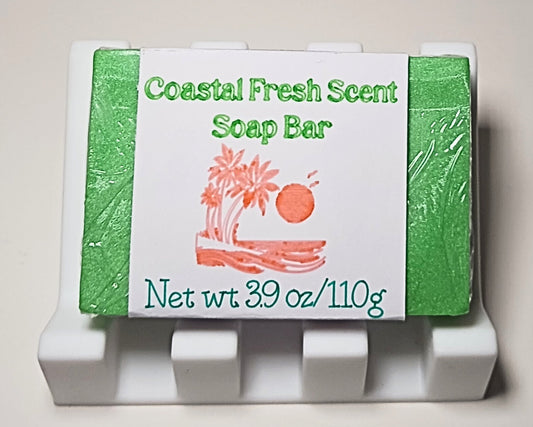 Coastal Fresh Scent
Soap Bar
Net wt 3.9 oz/110g